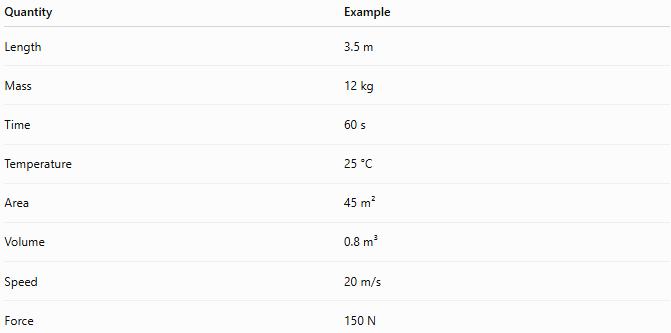 Quantity Example
Length 3.5 m
Mass 12 kg
Time 60 s
Temperature 25 °C
Area 45 m²
Volume 0.8 m³
Speed 20 m/s
Force 150 N